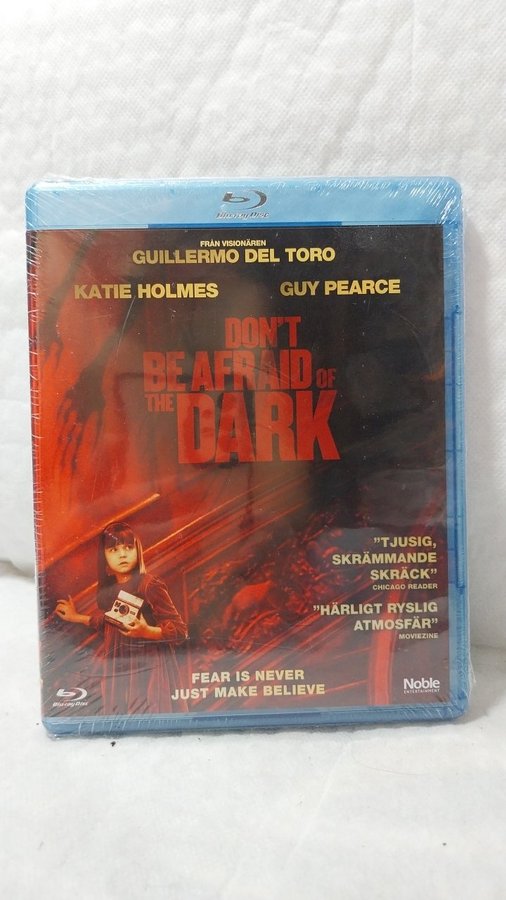 Blu-ray Disc
FRÅN VISIONÄREN
GUILLERMO DEL TORO
KATIE HOLMES GUY PEARCE
DON'T
BE AFRAID OF
THE DARK
"TJUSIG,
SKRÄMMANDE
SKRÄCK"
CHICAGO READER
"HÄRLIGT RYSLIG
ATMOSFÄR"
MOVIEZINE
FEAR IS NEVER
JUST MAKE BELIEVE
Blu-ray Disc
Noble
ENTERTAINMENT